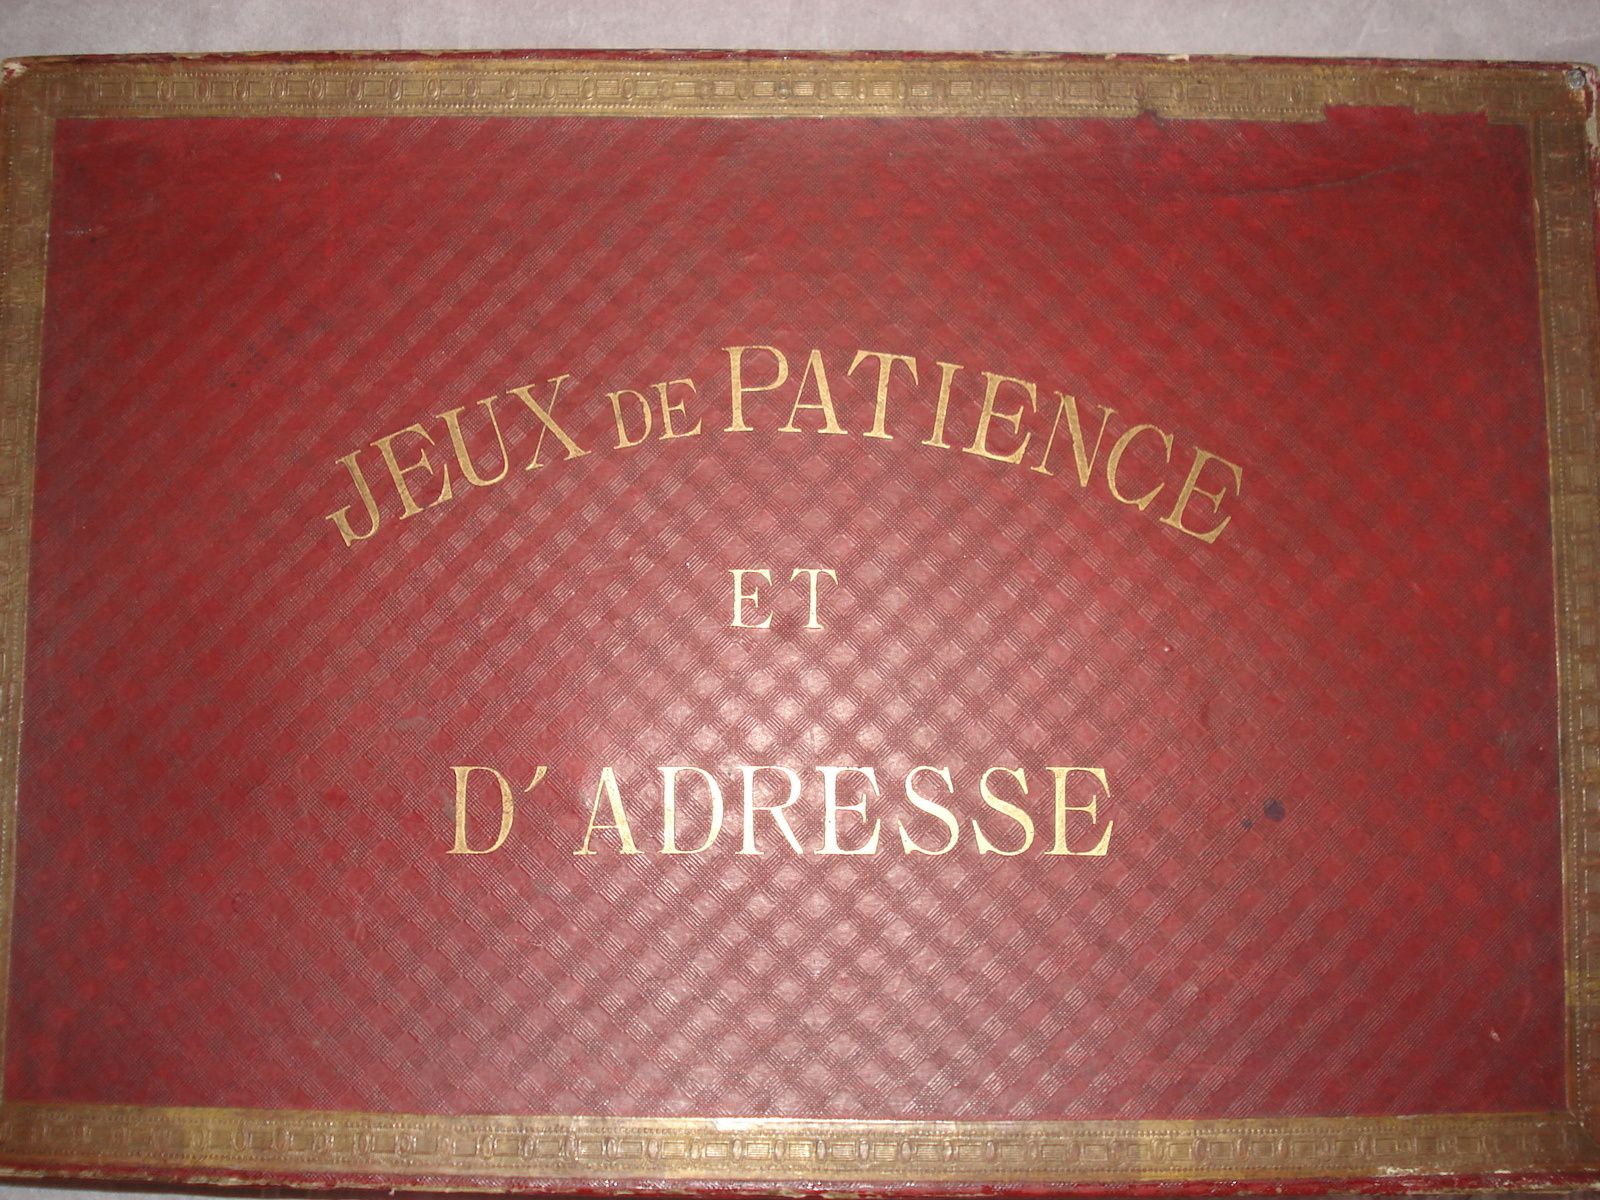 JEUX DE PATIENCE
ET
D'ADRESSE